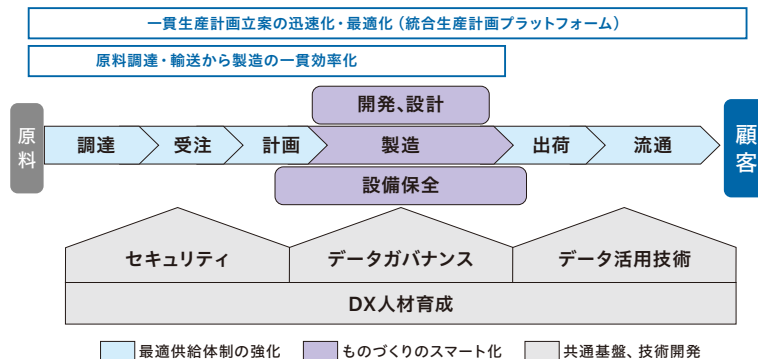 一貫生産計画立案の迅速化・最適化（統合生産計画プラットフォーム）
原料調達・輸送から製造の一貫効率化
開発、設計
原料
調達
受注
計画
製造
出荷
流通
顧客
設備保全
セキュリティ
データガバナンス
データ活用技術
DX人材育成
最適供給体制の強化
ものづくりのスマート化
共通基盤、技術開発